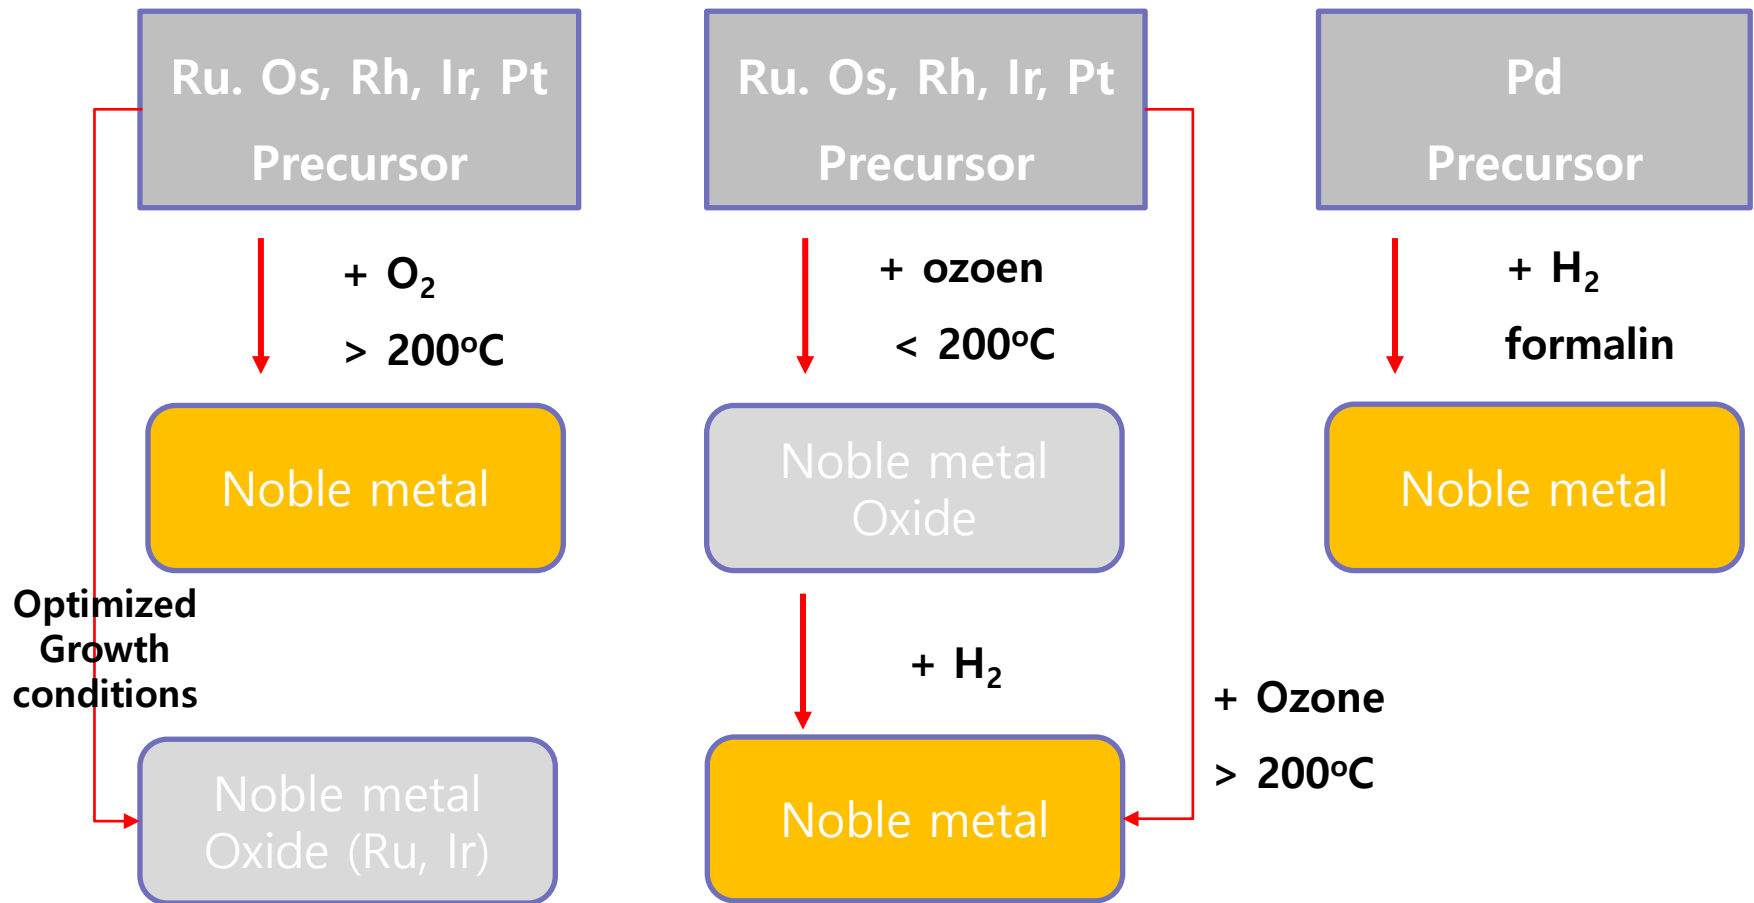 Ru. Os, Rh, Ir, Pt
Precursor
+ O₂
> 200ºC
Noble metal
Optimized
Growth
conditions
Noble metal
Oxide (Ru, Ir)
Ru. Os, Rh, Ir, Pt
Precursor
+ ozoen
< 200ºC
Noble metal
Oxide
+ H₂
Noble metal
+ Ozone
> 200ºC
Pd
Precursor
+ H₂
formalin
Noble metal